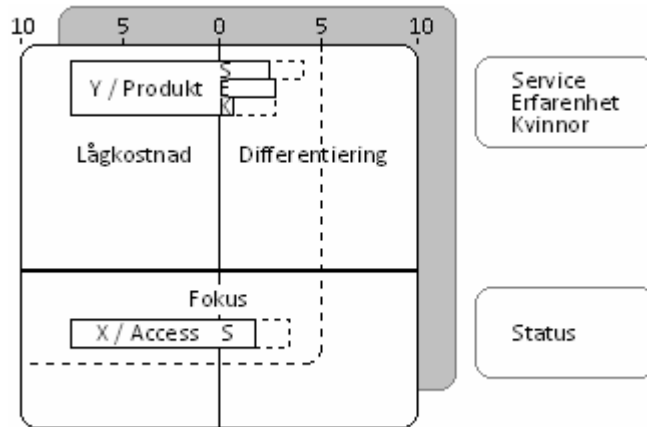 10 5 0 5 10
S
Y / Produkt E
K
Service
Erfarenhet
Kvinnor
Lågkostnad Differentiering
Fokus
X / Access S
Status